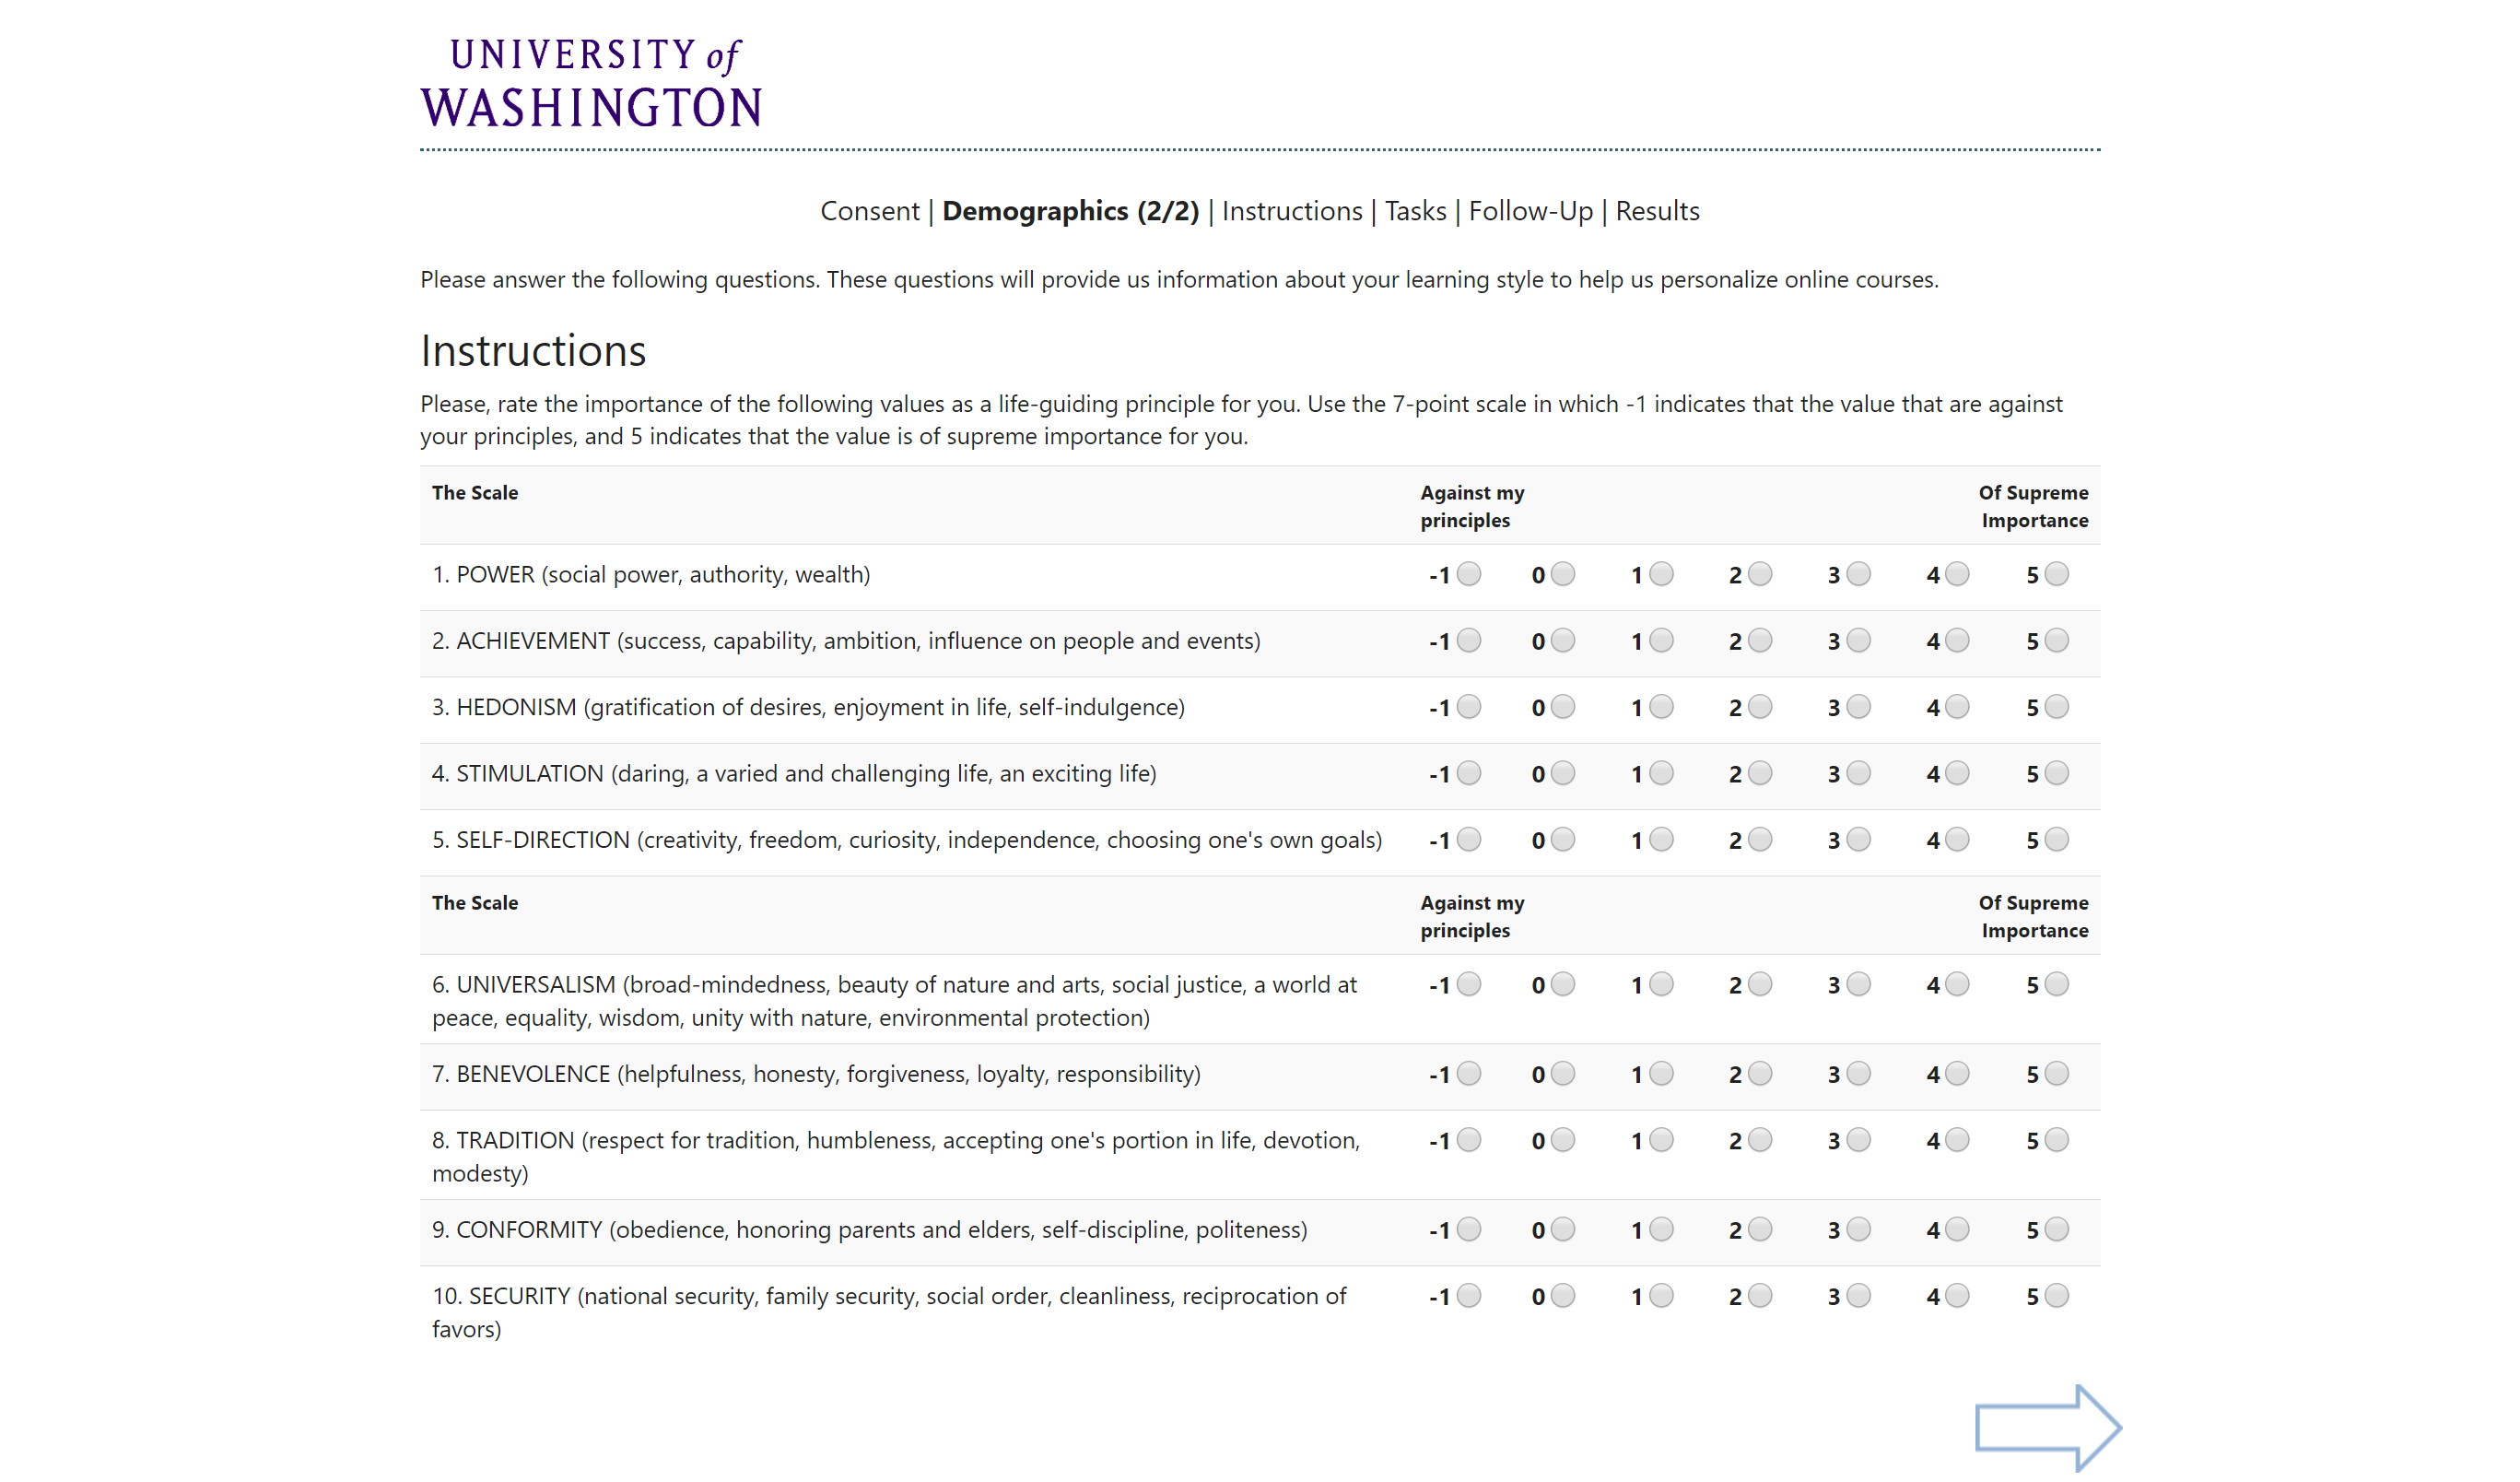 UNIVERSITY of
WASHINGTON
Consent | Demographics (2/2) | Instructions | Tasks | Follow-Up | Results
Please answer the following questions. These questions will provide us information about your learning style to help us personalize online courses.
Instructions
Please, rate the importance of the following values as a life-guiding principle for you. Use the 7-point scale in which -1 indicates that the value that are against
your principles, and 5 indicates that the value is of supreme importance for you.
The Scale Against my Of Supreme
principles Importance
1. POWER (social power, authority, wealth) -1 0 1 2 3 4 5
2. ACHIEVEMENT (success, capability, ambition, influence on people and events) -1 0 1 2 3 4 5
3. HEDONISM (gratification of desires, enjoyment in life, self-indulgence) -1 0 1 2 3 4 5
4. STIMULATION (daring, a varied and challenging life, an exciting life) -1 0 1 2 3 4 5
5. SELF-DIRECTION (creativity, freedom, curiosity, independence, choosing one's own goals) -1 0 1 2 3 4 5
The Scale Against my Of Supreme
principles Importance
6. UNIVERSALISM (broad-mindedness, beauty of nature and arts, social justice, a world at -1 0 1 2 3 4 5
peace, equality, wisdom, unity with nature, environmental protection)
7. BENEVOLENCE (helpfulness, honesty, forgiveness, loyalty, responsibility) -1 0 1 2 3 4 5
8. TRADITION (respect for tradition, humbleness, accepting one's portion in life, devotion, -1 0 1 2 3 4 5
modesty)
9. CONFORMITY (obedience, honoring parents and elders, self-discipline, politeness) -1 0 1 2 3 4 5
10. SECURITY (national security, family security, social order, cleanliness, reciprocation of -1 0 1 2 3 4 5
favors)